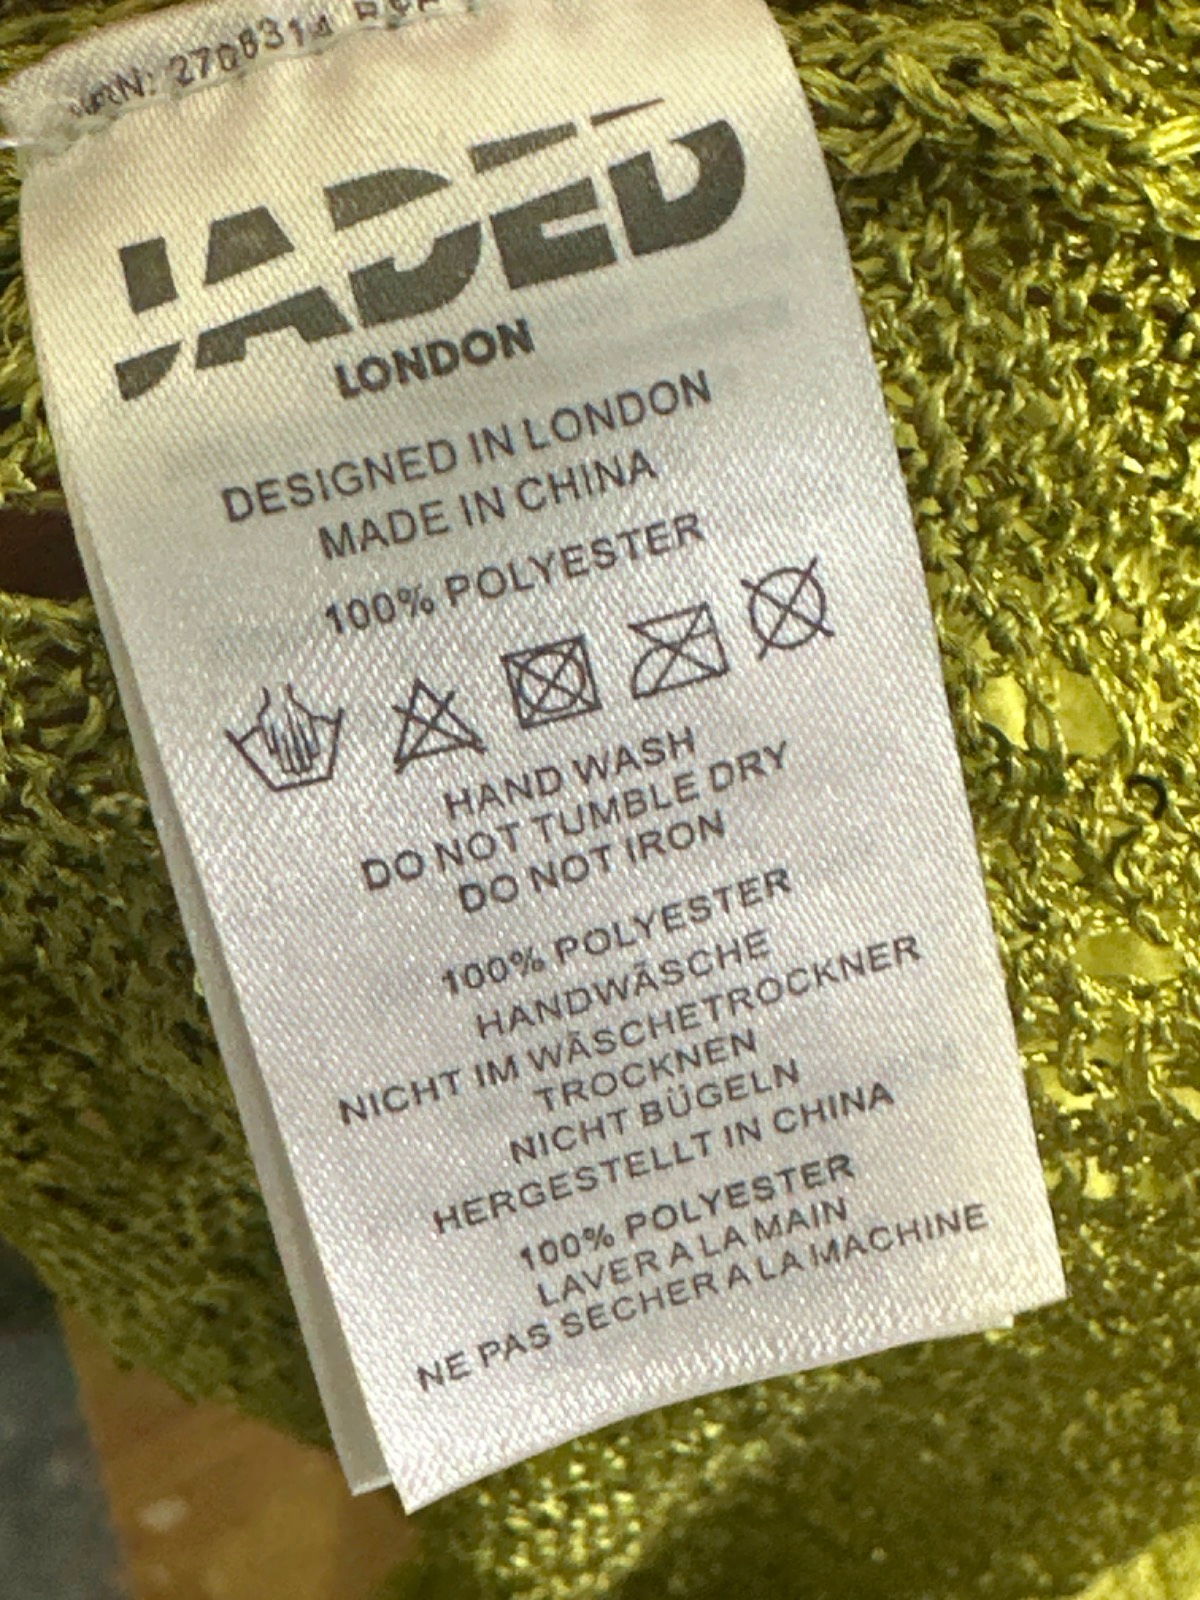 2708314
JADED
LONDON
DESIGNED IN LONDON
MADE IN CHINA
100% POLYESTER
HAND WASH
DO NOT TUMBLE DRY
DO NOT IRON
100% POLYESTER
HANDWÄSCHE
NICHT IM WÄSCHETROCKNER
TROCKNEN
NICHT BÜGELN
HERGESTELLT IN CHINA
100% POLYESTER
LAVER A LA MAIN
NE PAS SECHER A LA MACHINE